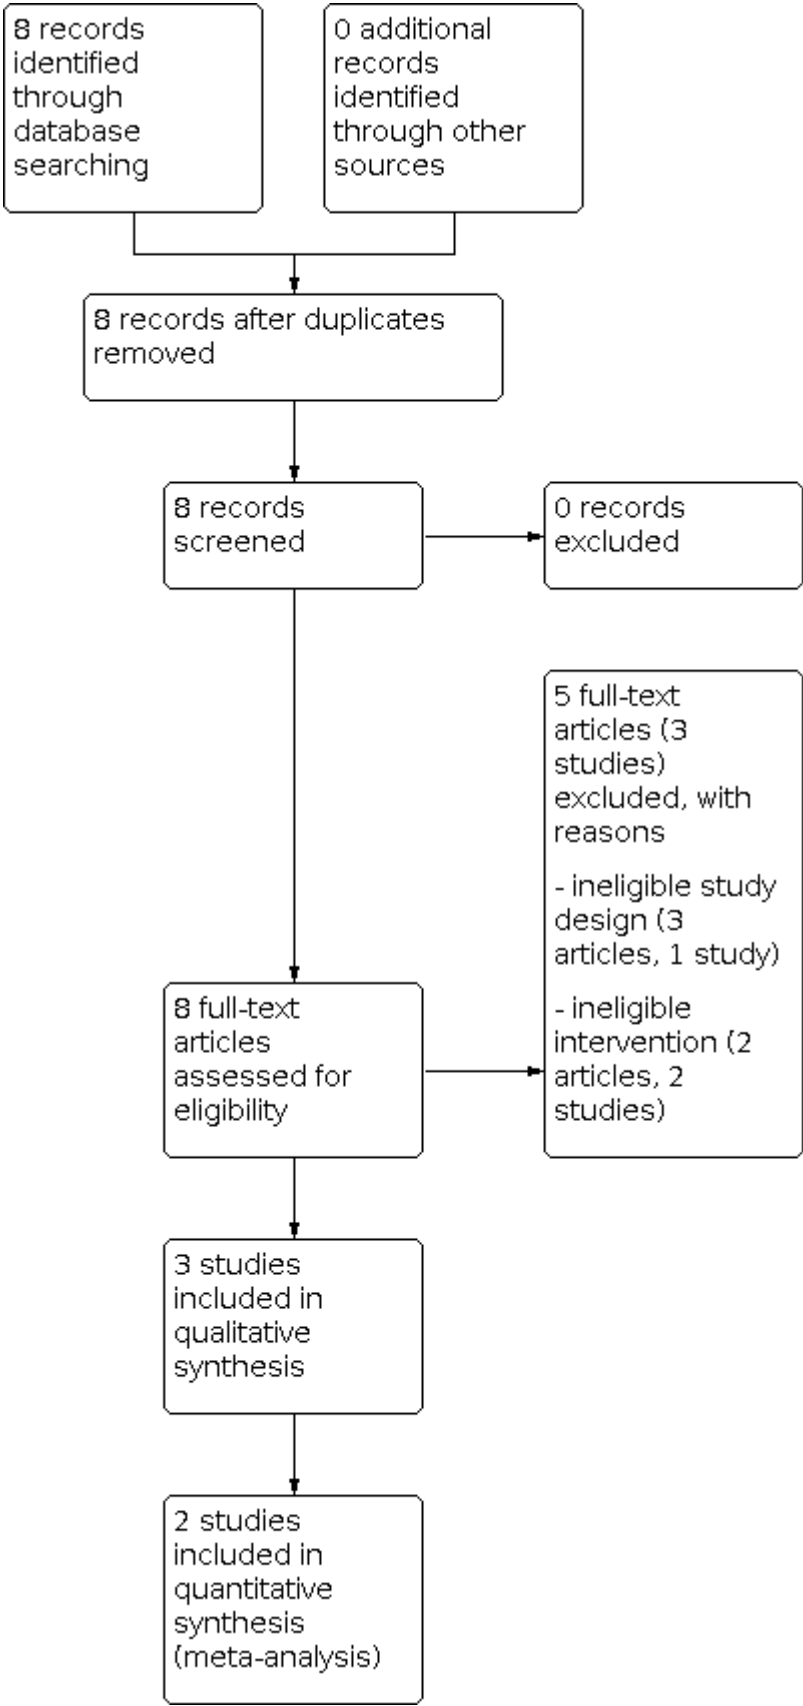 8 records
identified
through
database
searching
0 additional
records
identified
through other
sources
8 records after duplicates
removed
8 records
screened
0 records
excluded
5 full-text
articles (3
studies)
excluded, with
reasons
- ineligible study
design (3
articles, 1 study)
- ineligible
intervention (2
articles, 2
studies)
8 full-text
articles
assessed for
eligibility
3 studies
included in
qualitative
synthesis
2 studies
included in
quantitative
synthesis
(meta-analysis)